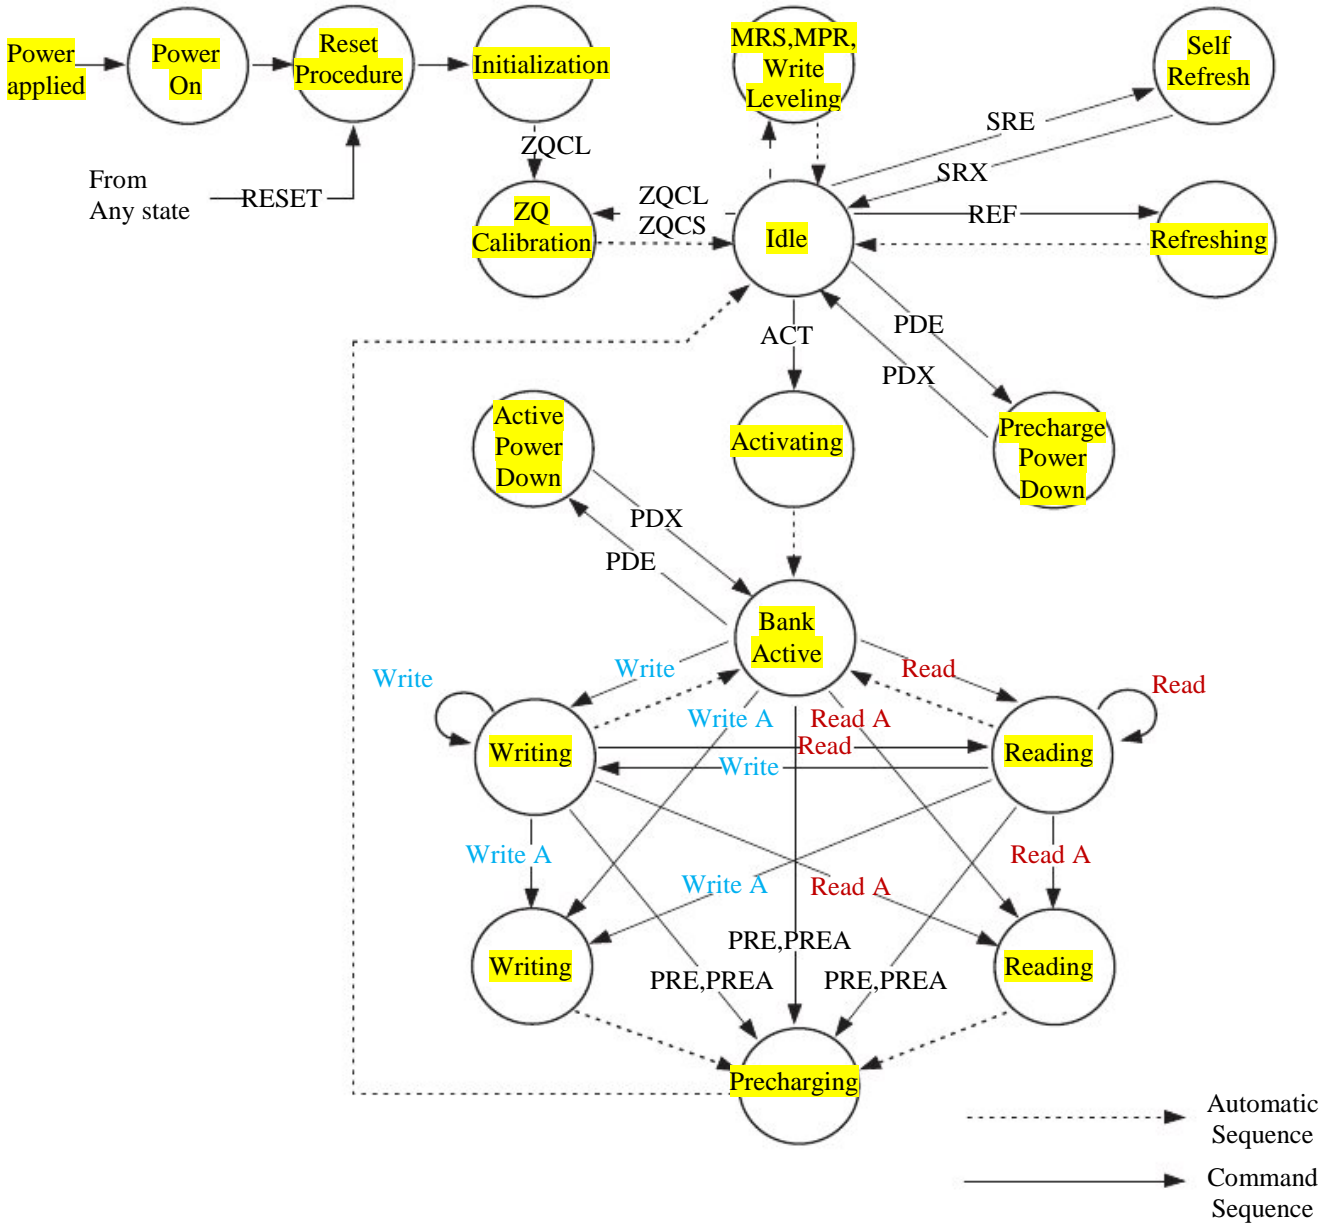 Power
applied
Power
On
Reset
Procedure
Initialization
MRS,MPR,
Write
Leveling
Self
Refresh
ZQCL
SRE
SRX
From
Any state
RESET
ZQ
Calibration
ZQCL
ZQCS
Idle
REF
Refreshing
ACT
PDE
PDX
Active
Power
Down
Activating
Precharge
Power
Down
PDX
PDE
Bank
Active
Write
Write
Read
Read
Write A
Read A
Writing
Read
Write
Reading
Write A
Write A
Read A
Read A
Writing
PRE,PREA
PRE,PREA
PRE,PREA
Reading
Precharging
Automatic
Sequence
Command
Sequence